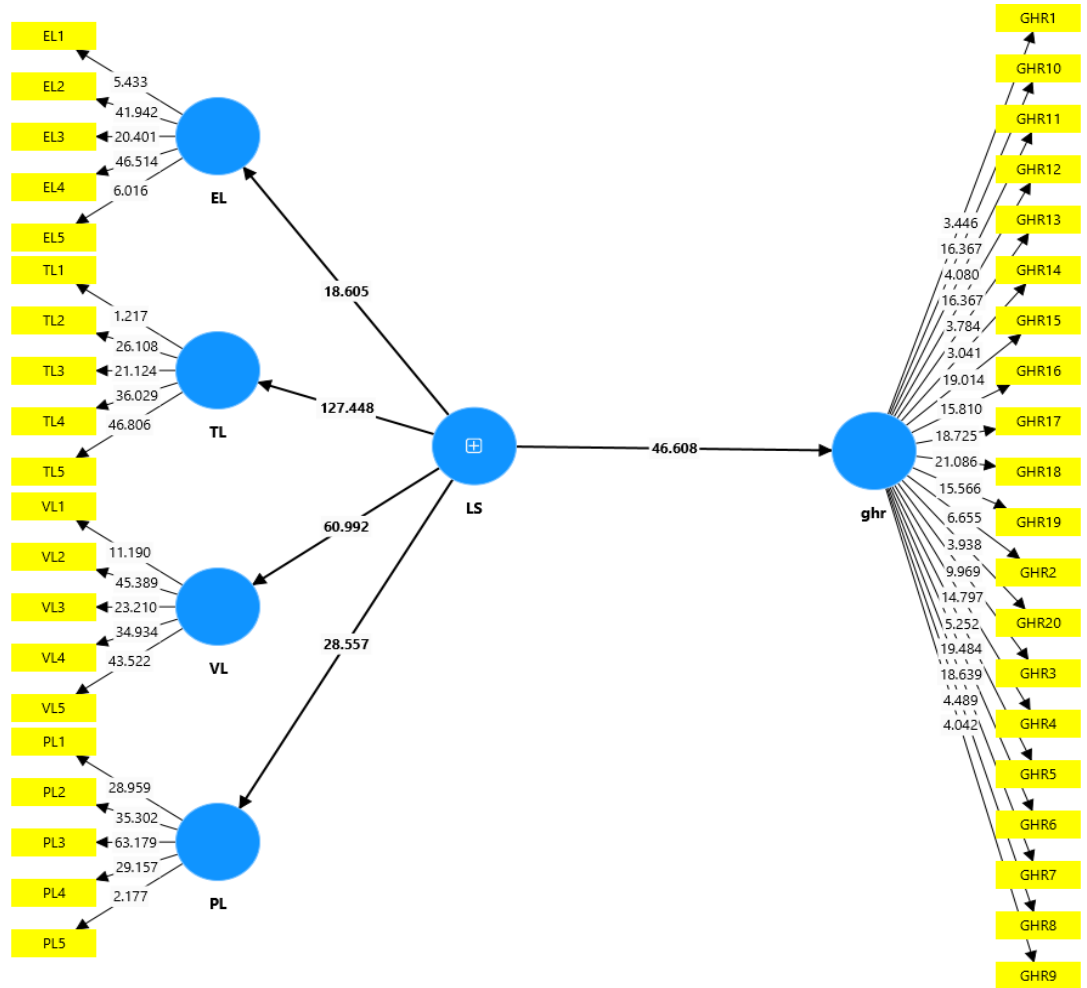 EL1
EL2
EL3
EL4
EL5
5.433
41.942
20.401
46.514
6.016
EL
TL1
TL2
TL3
TL4
TL5
1.217
26.108
21.124
36.029
46.806
TL
VL1
VL2
VL3
VL4
VL5
11.190
45.389
23.210
34.934
43.522
VL
PL1
PL2
PL3
PL4
PL5
28.959
35.302
63.179
29.157
2.177
PL
18.605
127.448
60.992
28.557
LS
46.608
ghr
3.446
16.367
4.080
16.367
3.784
3.041
19.014
15.810
18.725
21.086
15.566
6.655
3.938
9.969
14.797
5.252
19.484
18.639
4.489
4.042
GHR1
GHR10
GHR11
GHR12
GHR13
GHR14
GHR15
GHR16
GHR17
GHR18
GHR19
GHR2
GHR20
GHR3
GHR4
GHR5
GHR6
GHR7
GHR8
GHR9